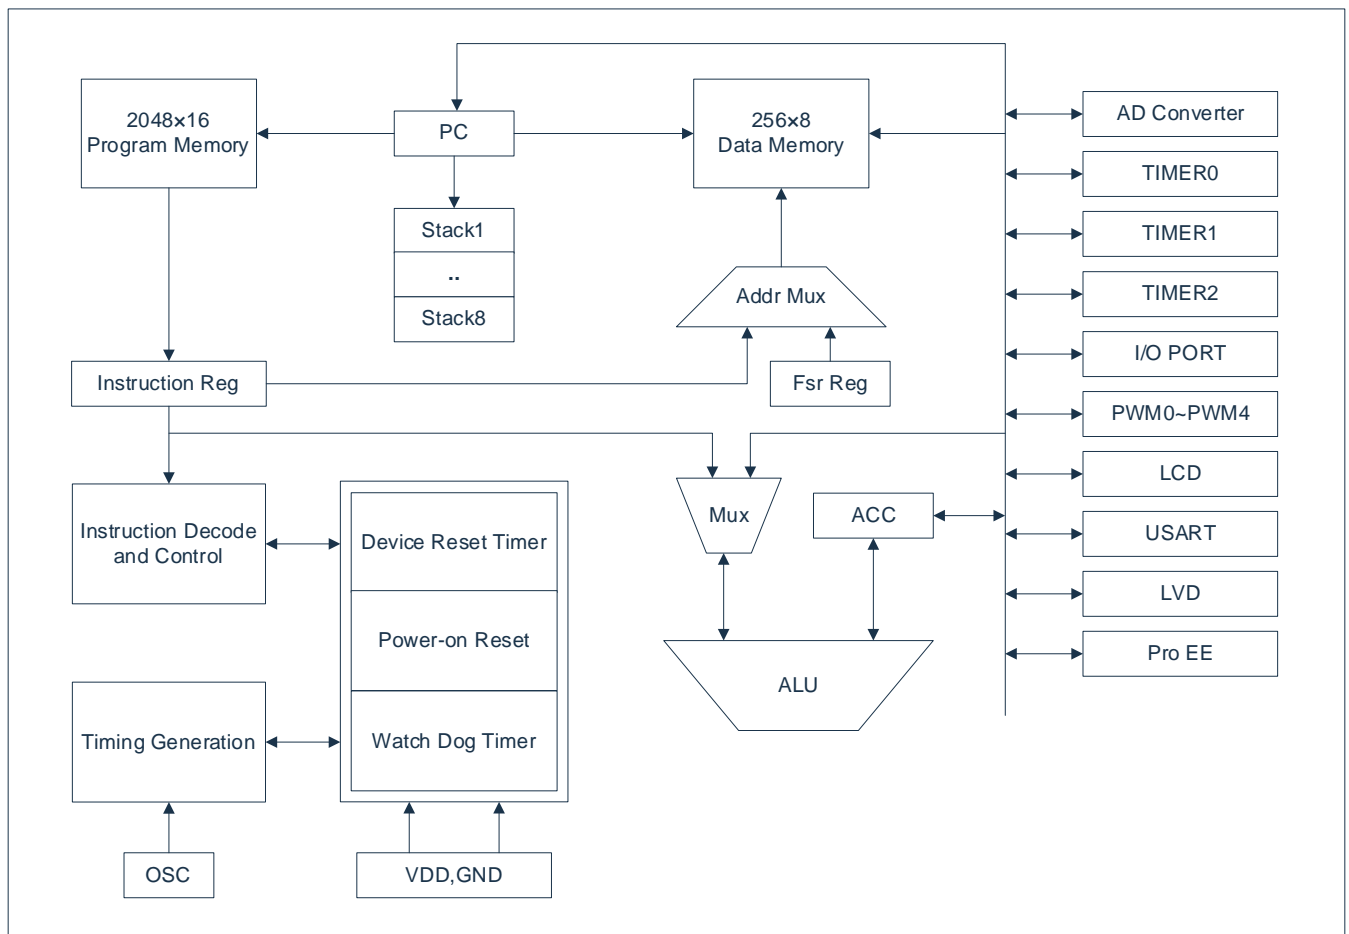 2048×16
Program Memory
PC
256×8
Data Memory
AD Converter
TIMER0
TIMER1
TIMER2
I/O PORT
PWM0~PWM4
LCD
USART
LVD
Pro EE
Stack1
..
Stack8
Addr Mux
Instruction Reg
Fsr Reg
Instruction Decode
and Control
Device Reset Timer
Power-on Reset
Watch Dog Timer
Mux
ACC
ALU
Timing Generation
OSC
VDD,GND